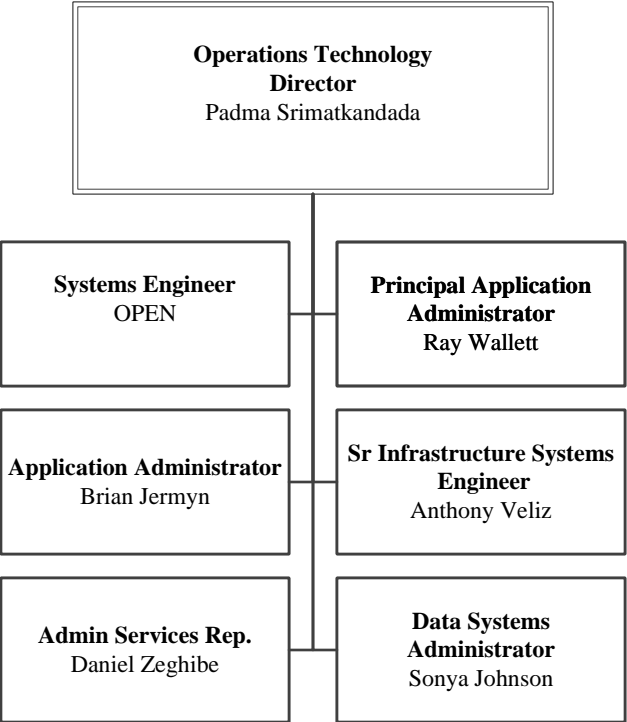 Operations Technology
Director
Padma Srimatkandada
Systems Engineer
OPEN
Principal Application
Administrator
Ray Wallett
Application Administrator
Brian Jermyn
Sr Infrastructure Systems
Engineer
Anthony Veliz
Admin Services Rep.
Daniel Zeghibe
Data Systems
Administrator
Sonya Johnson